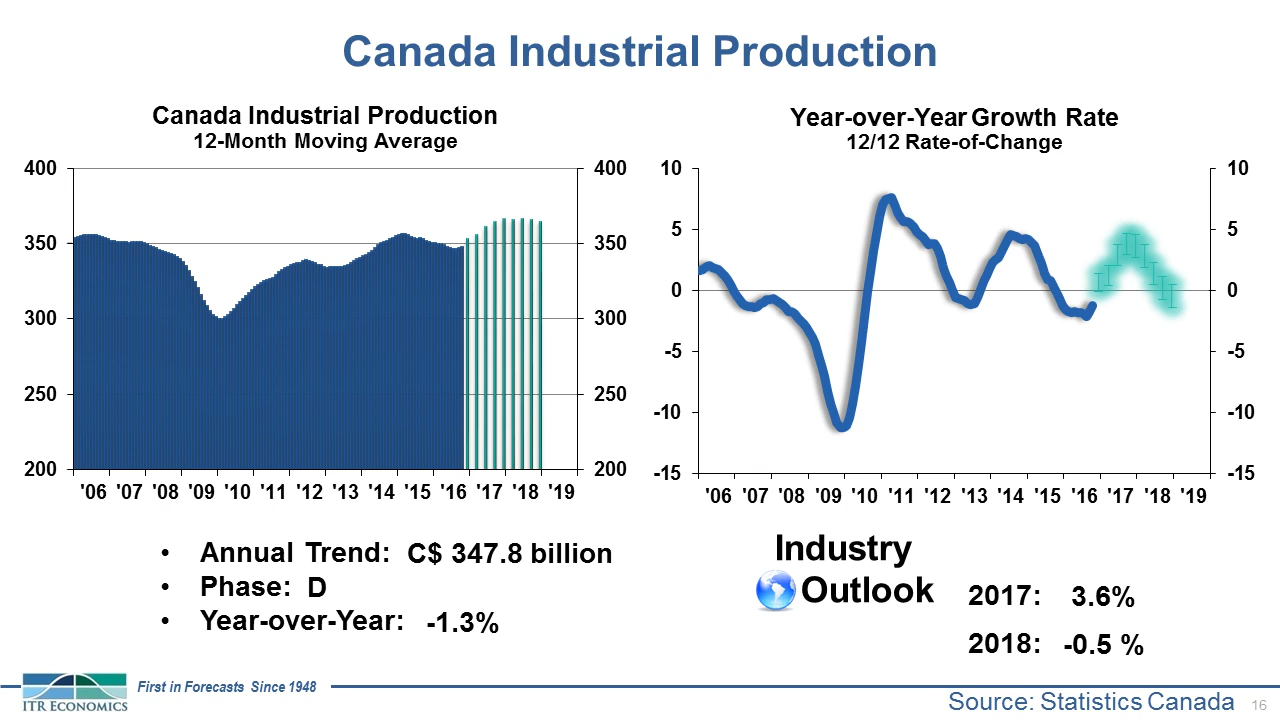 Canada Industrial Production
Canada Industrial Production
12-Month Moving Average
400
350
300
250
200
400
350
300
250
200
'06 '07 '08 '09 '10 '11 '12 '13 '14 '15 '16 '17 '18 '19
Year-over-Year Growth Rate
12/12 Rate-of-Change
10
5
0
-5
-10
-15
10
5
0
-5
-10
-15
'06 '07 '08 '09 '10 '11 '12 '13 '14 '15 '16 '17 '18 '19
• Annual Trend: C$ 347.8 billion
• Phase: D
• Year-over-Year: -1.3%
Industry
Outlook
2017: 3.6%
2018: -0.5 %
ITR ECONOMICS
First in Forecasts Since 1948
Source: Statistics Canada
16